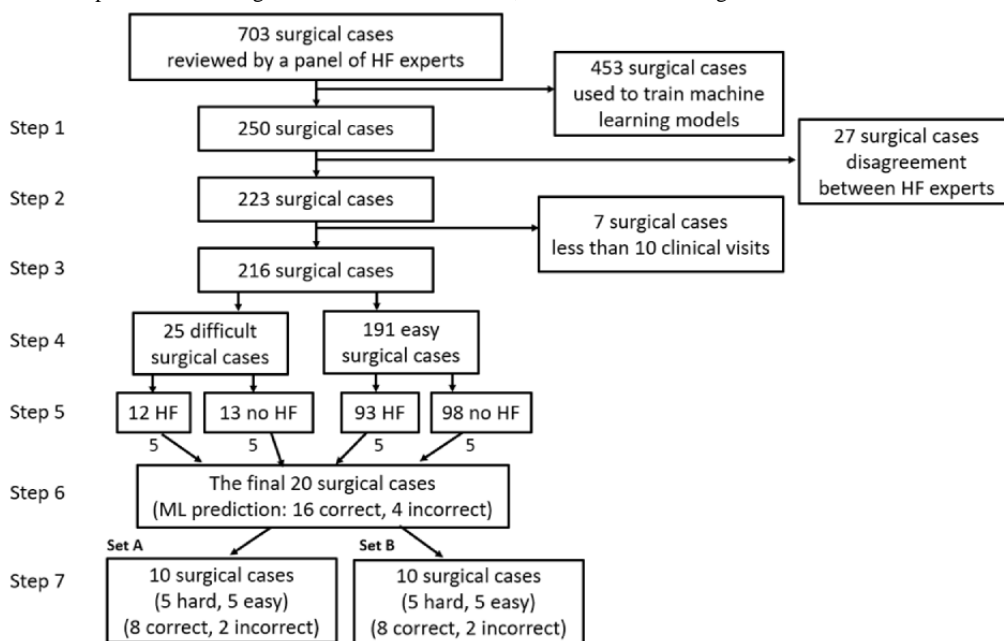 703 surgical cases
reviewed by a panel of HF experts
453 surgical cases
used to train machine
learning models
Step 1
250 surgical cases
27 surgical cases
disagreement
between HF experts
Step 2
223 surgical cases
7 surgical cases
less than 10 clinical visits
Step 3
216 surgical cases
Step 4
25 difficult
surgical cases
191 easy
surgical cases
Step 5
12 HF
13 no HF
93 HF
98 no HF
5
5
5
5
Step 6
The final 20 surgical cases
(ML prediction: 16 correct, 4 incorrect)
Set A
Set B
Step 7
10 surgical cases
(5 hard, 5 easy)
(8 correct, 2 incorrect)
10 surgical cases
(5 hard, 5 easy)
(8 correct, 2 incorrect)